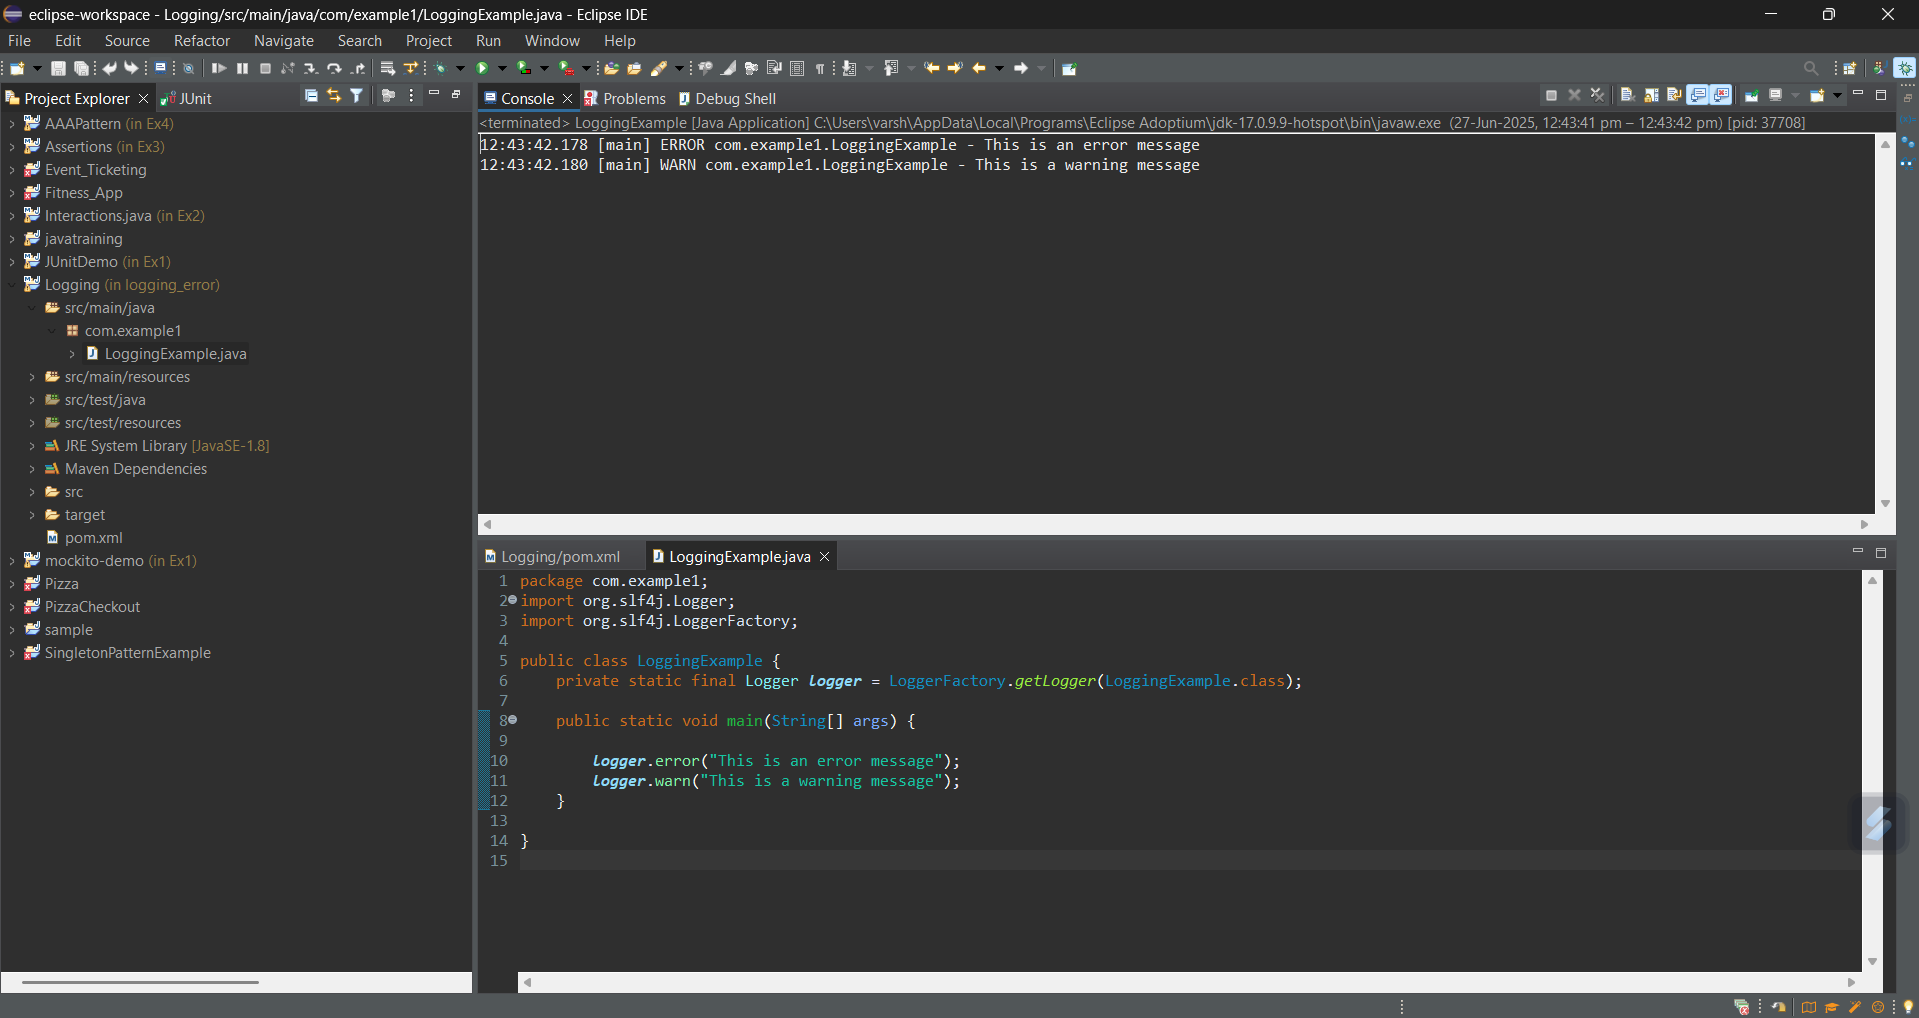 eclipse-workspace - Logging/src/main/java/com/example1/LoggingExample.java - Eclipse IDE
File Edit Source Refactor Navigate Search Project Run Window Help
Project Explorer JUnit
AAAPattern (in Ex4)
Assertions (in Ex3)
Event_Ticketing
Fitness_App
Interactions.java (in Ex2)
javatraining
JUnitDemo (in Ex1)
Logging (in logging_error)
src/main/java
com.example1
LoggingExample.java
src/main/resources
src/test/java
src/test/resources
JRE System Library [JavaSE-1.8]
Maven Dependencies
src
target
pom.xml
mockito-demo (in Ex1)
Pizza
PizzaCheckout
sample
SingletonPatternExample
Console Problems Debug Shell
<terminated> LoggingExample [Java Application] C:\Users\varsh\AppData\Local\Programs\Eclipse Adoptium\jdk-17.0.9.9-hotspot\bin\javaw.exe (27-Jun-2025, 12:43:41 pm – 12:43:42 pm) [pid: 37708]
12:43:42.178 [main] ERROR com.example1.LoggingExample - This is an error message
12:43:42.180 [main] WARN com.example1.LoggingExample - This is a warning message
Logging/pom.xml LoggingExample.java
1 package com.example1;
2 import org.slf4j.Logger;
3 import org.slf4j.LoggerFactory;
4
5 public class LoggingExample {
6 private static final Logger logger = LoggerFactory.getLogger(LoggingExample.class);
7
8 public static void main(String[] args) {
9
10 logger.error("This is an error message");
11 logger.warn("This is a warning message");
12 }
13
14 }
15